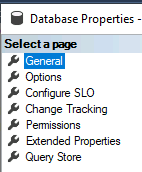 Database Properties -
Select a page
General
Options
Configure SLO
Change Tracking
Permissions
Extended Properties
Query Store